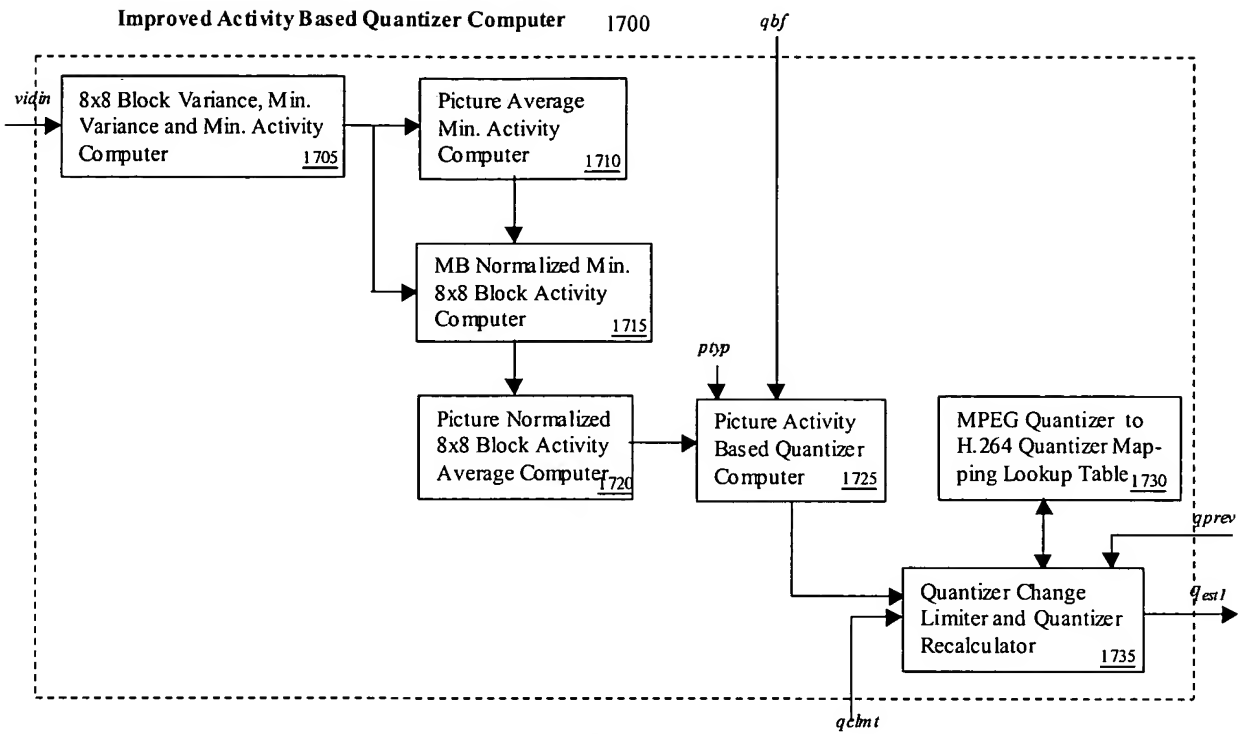 Improved Activity Based Quantizer Computer 1700
qbf
vidin
8x8 Block Variance, Min.
Variance and Min. Activity
Computer 1705
Picture Average
Min. Activity
Computer 1710
MB Normalized Min.
8x8 Block Activity
Computer 1715
ptyp
Picture Normalized
8x8 Block Activity
Average Computer 1720
Picture Activity
Based Quantizer
Computer 1725
MPEG Quantizer to
H.264 Quantizer Map-
ping Lookup Table 1730
qprev
Quantizer Change
Limiter and Quantizer
Recalculator 1735
qest1
qclmt